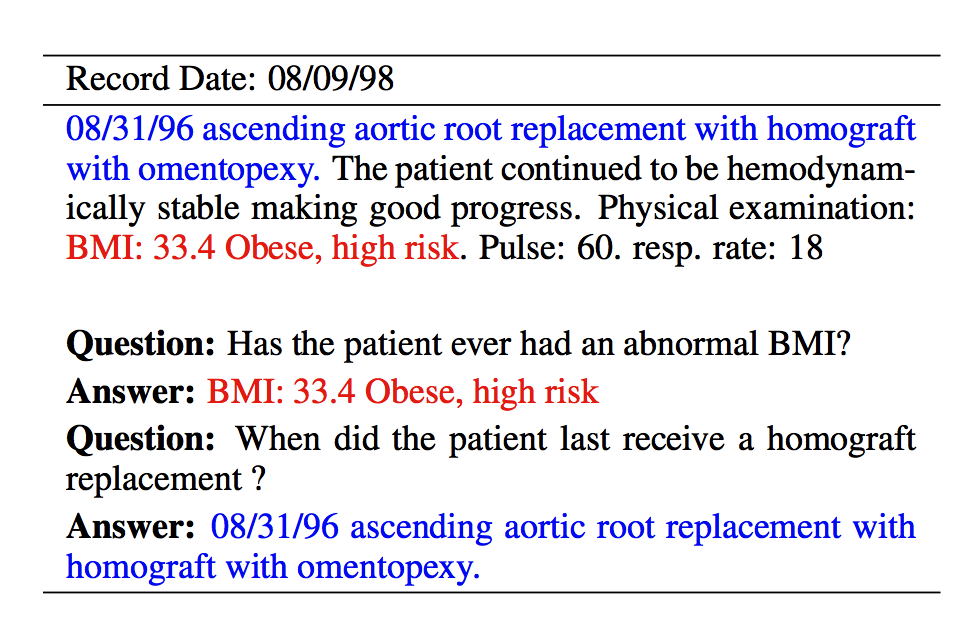 Record Date: 08/09/98
08/31/96 ascending aortic root replacement with homograft
with omentopexy. The patient continued to be hemodynam-
ically stable making good progress. Physical examination:
BMI: 33.4 Obese, high risk. Pulse: 60. resp. rate: 18
Question: Has the patient ever had an abnormal BMI?
Answer: BMI: 33.4 Obese, high risk
Question: When did the patient last receive a homograft
replacement ?
Answer: 08/31/96 ascending aortic root replacement with
homograft with omentopexy.